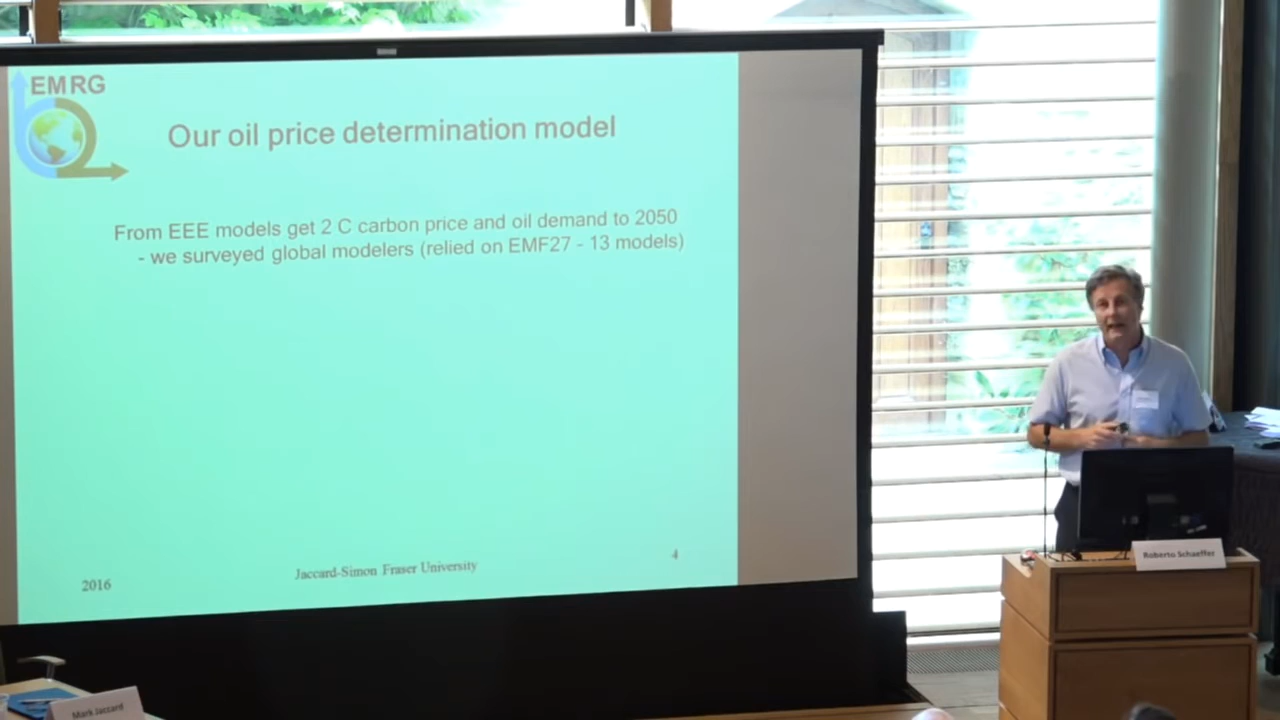 EMRG
Our oil price determination model
From EEE models get 2 C carbon price and oil demand to 2050
- we surveyed global modelers (relied on EMF27 - 13 models)
2016
Jaccard-Simon Fraser University
4
Roberto Schaeffer
Mark Jaccard